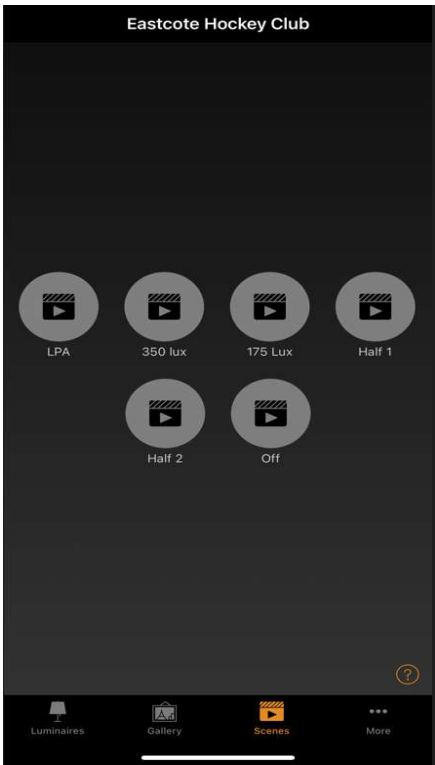 Eastcote Hockey Club
LPA 350 lux 175 Lux Half 1
Half 2 Off
?
Luminaires Gallery Scenes More